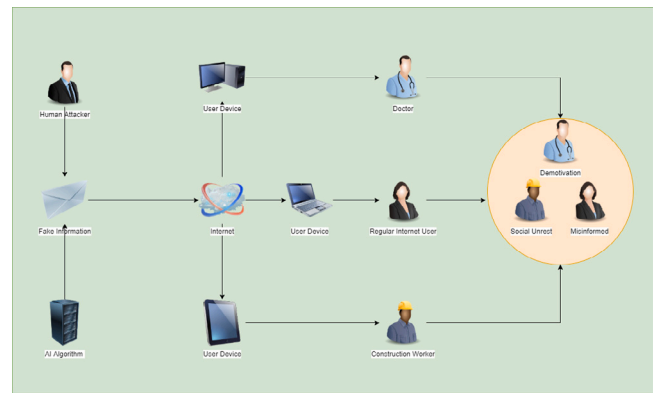 Human Attacker
User Device
Doctor
Demotivation
Fake Information
Internet
User Device
Regular Internet User
Social Unrest
Misinformed
AI Algorithm
User Device
Construction Worker